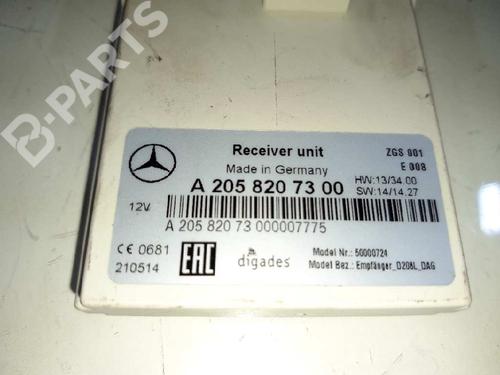 B-PARTS
Receiver unit
ZGS 001
Made in Germany
E 008
A 205 820 73 00
HW:13/34.00
SW:14/14.27
12V
A 205 820 73 000007775
CE 0681
210514
EAC
digades
Model Nr.: 50000724
Model Bez.: Empfänger_D208L_DAG